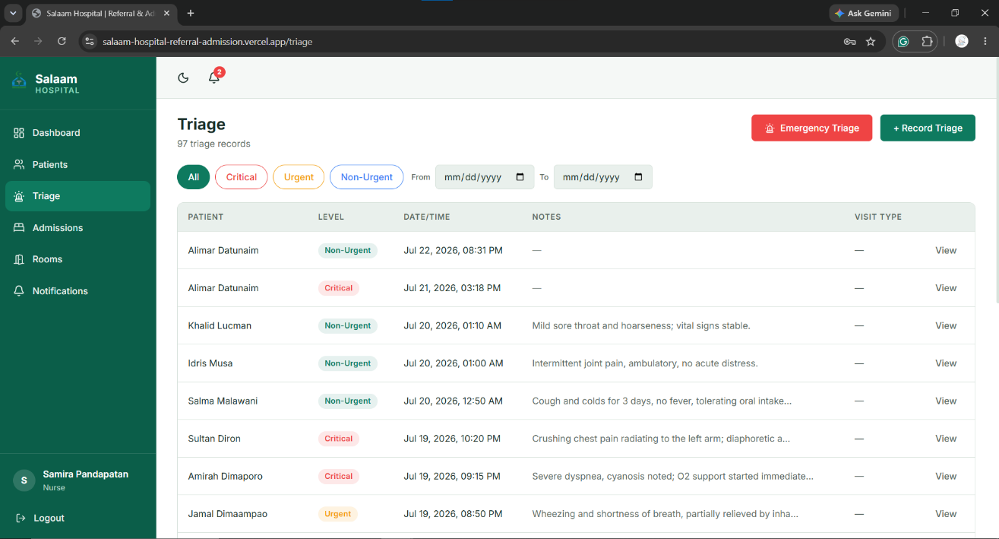 Salaam Hospital | Referral & Ad
Ask Gemini
salaam-hospital-referral-admission.vercel.app/triage
Salaam
HOSPITAL
2
Dashboard
Patients
Triage
Admissions
Rooms
Notifications
S
Samira Pandapatan
Nurse
Logout
Triage
97 triage records
Emergency Triage
+ Record Triage
All Critical Urgent Non-Urgent From mm/dd/yyyy To mm/dd/yyyy
PATIENT LEVEL DATE/TIME NOTES VISIT TYPE
Alimar Datunaim Non-Urgent Jul 22, 2026, 08:31 PM — — View
Alimar Datunaim Critical Jul 21, 2026, 03:18 PM — — View
Khalid Lucman Non-Urgent Jul 20, 2026, 01:10 AM Mild sore throat and hoarseness; vital signs stable. — View
Idris Musa Non-Urgent Jul 20, 2026, 01:00 AM Intermittent joint pain, ambulatory, no acute distress. — View
Salma Malawani Non-Urgent Jul 20, 2026, 12:50 AM Cough and colds for 3 days, no fever, tolerating oral intake... — View
Sultan Diron Critical Jul 19, 2026, 10:20 PM Crushing chest pain radiating to the left arm; diaphoretic a... — View
Amirah Dimaporo Critical Jul 19, 2026, 09:15 PM Severe dyspnea, cyanosis noted; O2 support started immediate... — View
Jamal Dimaampao Urgent Jul 19, 2026, 08:50 PM Wheezing and shortness of breath, partially relieved by inha... — View